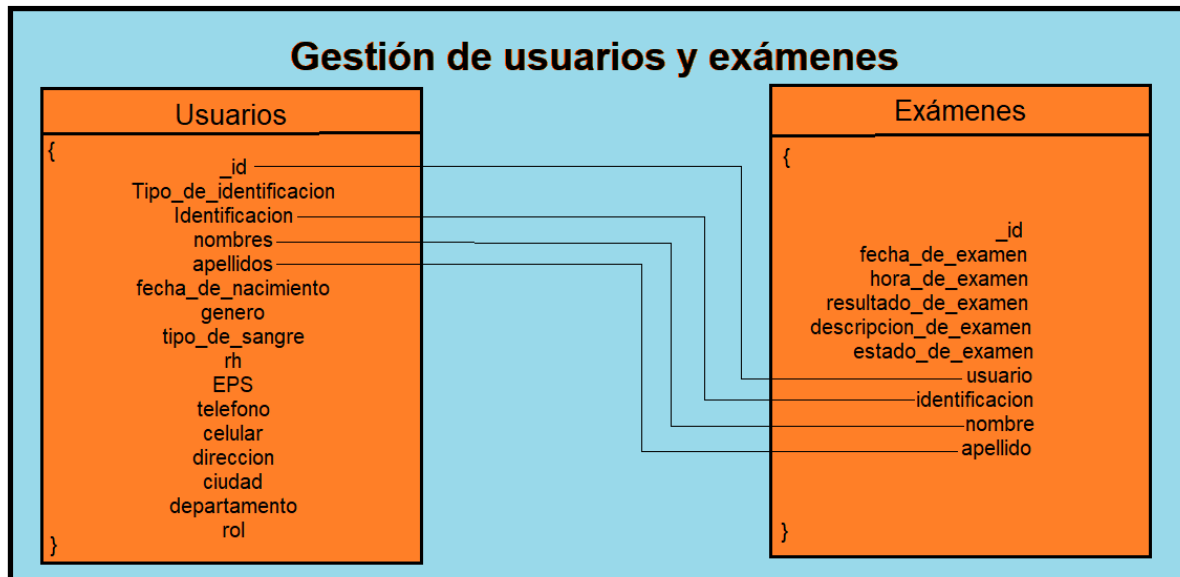 Gestión de usuarios y exámenes
Usuarios
{
_id
Tipo_de_identificacion
Identificacion
nombres
apellidos
fecha_de_nacimiento
genero
tipo_de_sangre
rh
EPS
telefono
celular
direccion
ciudad
departamento
rol
}
Exámenes
{
_id
fecha_de_examen
hora_de_examen
resultado_de_examen
descripcion_de_examen
estado_de_examen
usuario
identificacion
nombre
apellido
}